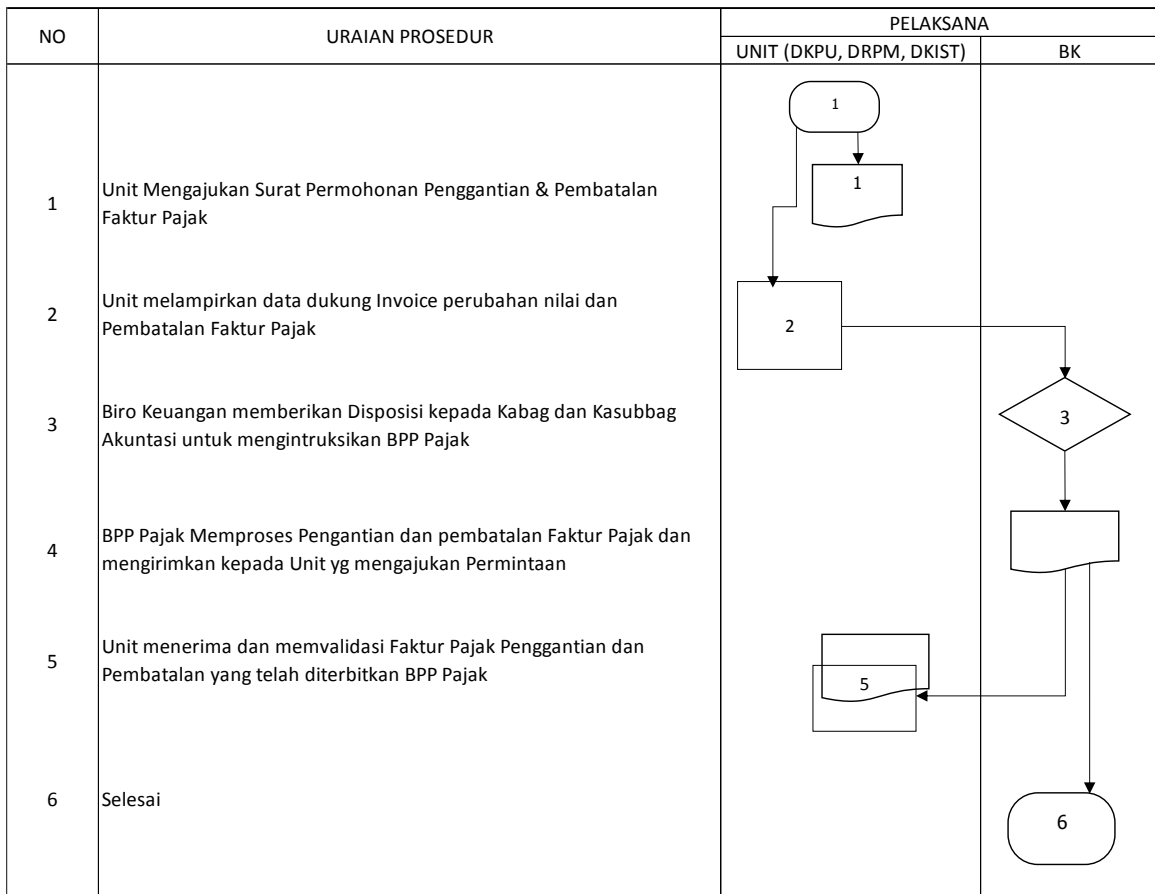 NO
URAIAN PROSEDUR
PELAKSANA
UNIT (DKPU, DRPM, DKIST)
BK
1
1
1
Unit Mengajukan Surat Permohonan Penggantian & Pembatalan
Faktur Pajak
2
Unit melampirkan data dukung Invoice perubahan nilai dan
Pembatalan Faktur Pajak
2
3
Biro Keuangan memberikan Disposisi kepada Kabag dan Kasubbag
Akuntasi untuk mengintruksikan BPP Pajak
3
4
BPP Pajak Memproses Pengantian dan pembatalan Faktur Pajak dan
mengirimkan kepada Unit yg mengajukan Permintaan
5
Unit menerima dan memvalidasi Faktur Pajak Penggantian dan
Pembatalan yang telah diterbitkan BPP Pajak
5
6
Selesai
6